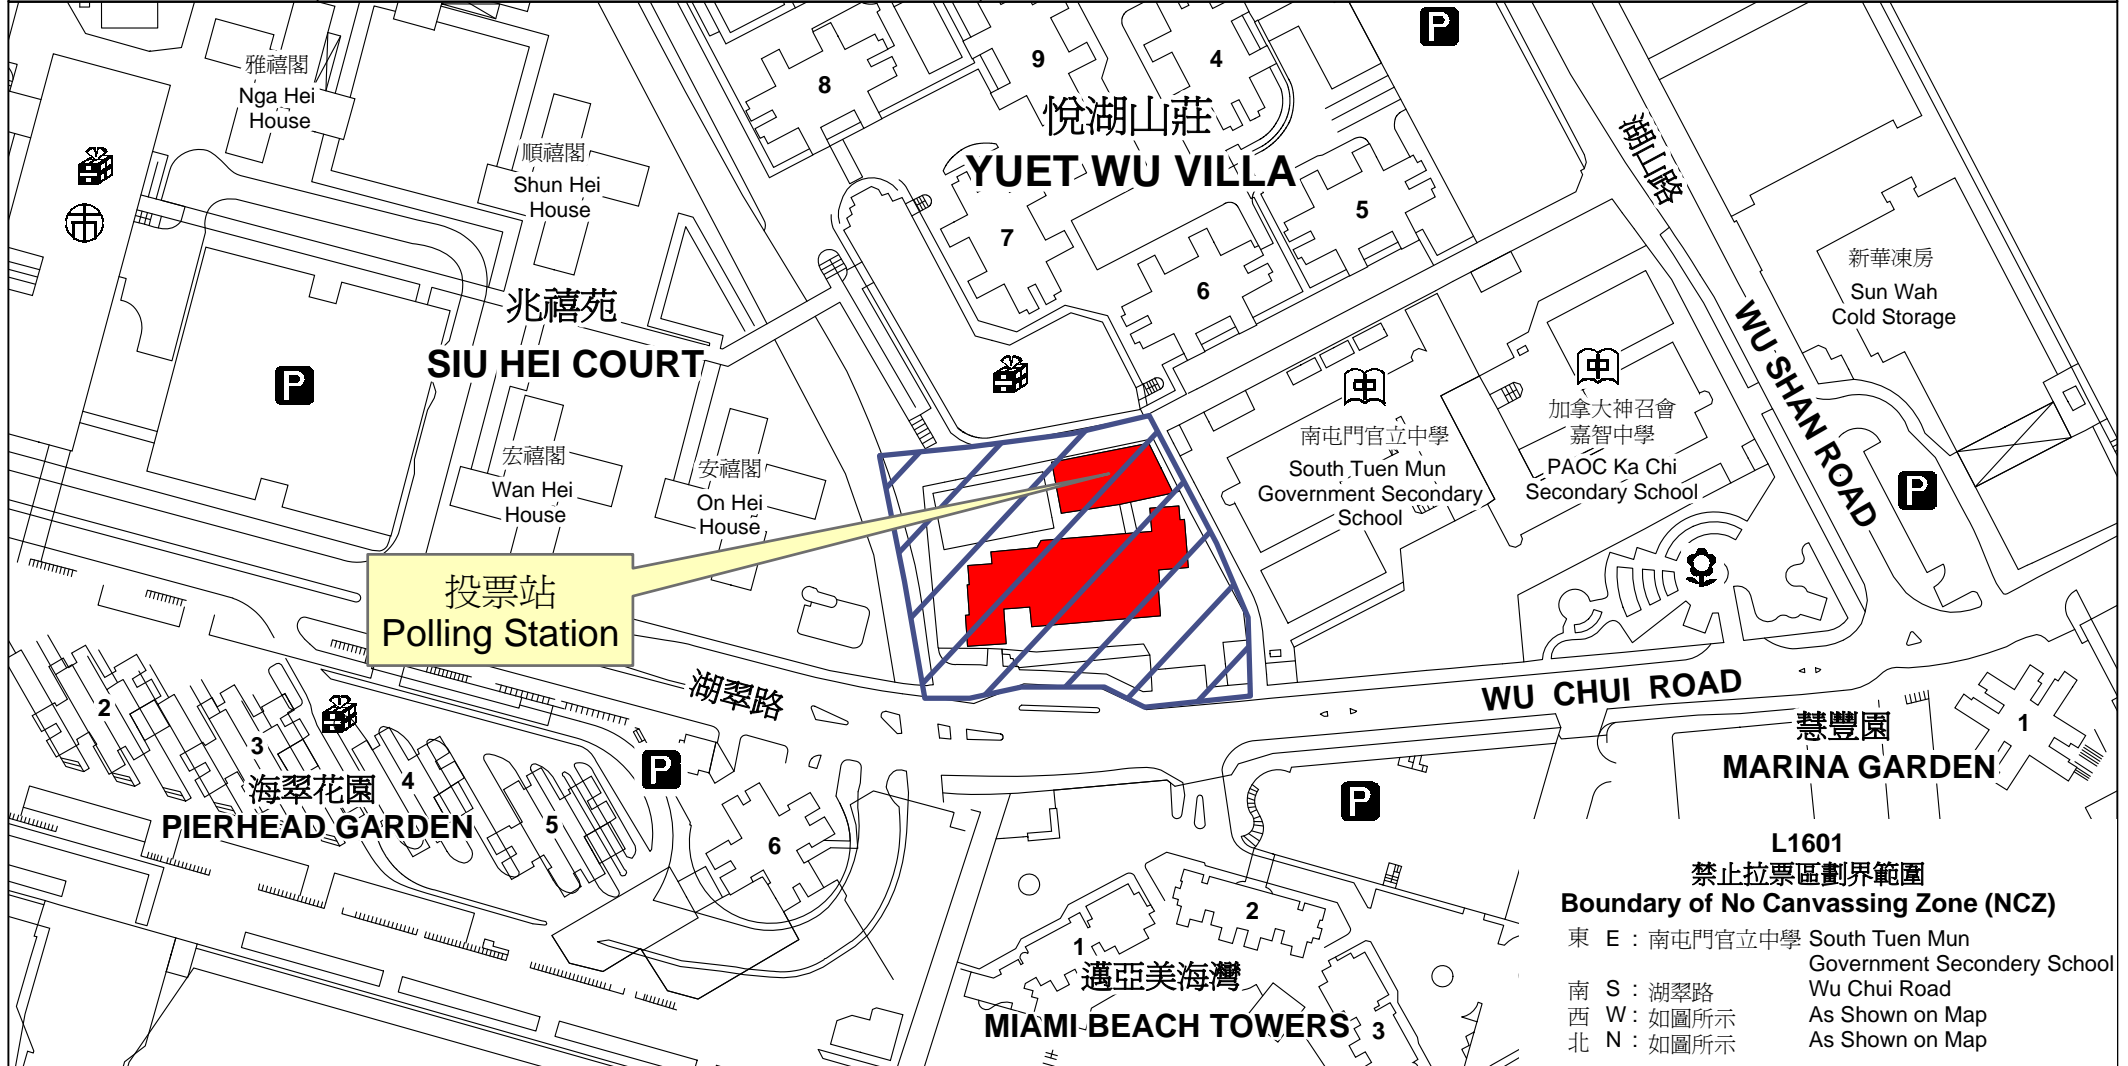 雅禧閣
Nga Hei
House
順禧閣
Shun Hei
House
8
9
4
悅湖山莊
YUET WU VILLA
7
5
6
湖山路
WU SHAN ROAD
新華凍房
Sun Wah
Cold Storage
P
市
P
兆禧苑
SIU HEI COURT
宏禧閣
Wan Hei
House
安禧閣
On Hei
House
中
南屯門官立中學
South Tuen Mun
Government Secondary
School
中
加拿大神召會
嘉智中學
PAOC Ka Chi
Secondary School
P
投票站
Polling Station
湖翠路
WU CHUI ROAD
2
3
4
5
6
海翠花園
PIERHEAD GARDEN
P
P
慧豐園
MARINA GARDEN
1
1
2
3
邁亞美海灣
MIAMI BEACH TOWERS
L1601
禁止拉票區劃界範圍
Boundary of No Canvassing Zone (NCZ)
東 E : 南屯門官立中學 South Tuen Mun
Government Secondery School
南 S : 湖翠路 Wu Chui Road
西 W : 如圖所示 As Shown on Map
北 N : 如圖所示 As Shown on Map